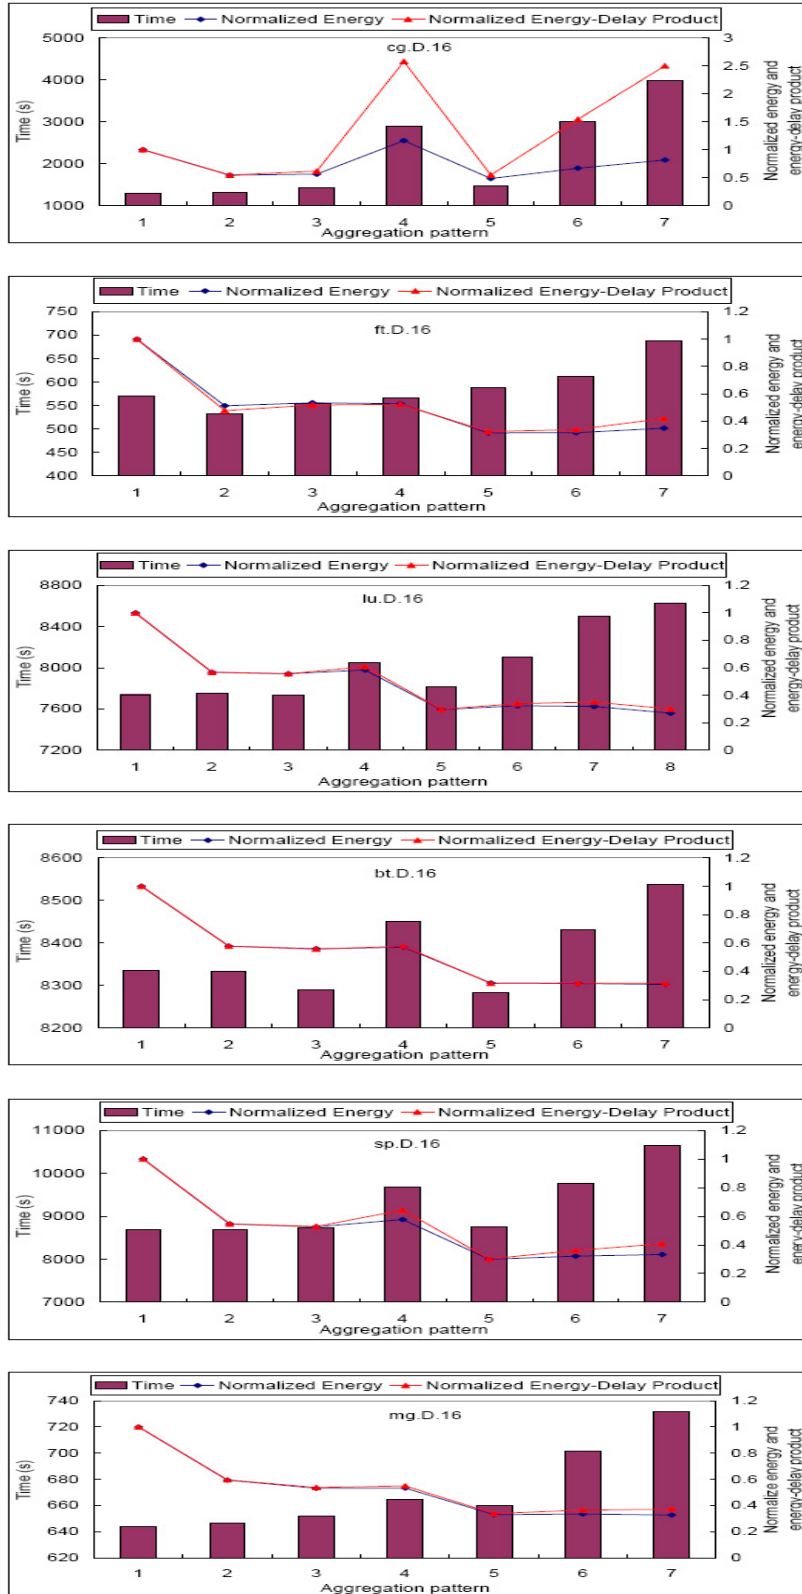 Time Normalized Energy Normalized Energy-Delay Product
cg.D.16
5000
4000
3000
2000
1000
Time (s)
3
2.5
2
1.5
1
0.5
0
Normalized energy and
energy-delay product
1 2 3 4 5 6 7
Aggregation pattern
Time Normalized Energy Normalized Energy-Delay Product
ft.D.16
750
700
650
600
550
500
450
400
Time (s)
1.2
1
0.8
0.6
0.4
0.2
0
Normalized energy and
energy-delay product
1 2 3 4 5 6 7
Aggregation pattern
Time Normalized Energy Normalized Energy-Delay Product
lu.D.16
8800
8400
8000
7600
7200
Time (s)
1.2
1
0.8
0.6
0.4
0.2
0
Normalized energy and
energy-delay product
1 2 3 4 5 6 7 8
Aggregation pattern
Time Normalized Energy Normalized Energy-Delay Product
bt.D.16
8600
8500
8400
8300
8200
Time (s)
1.2
1
0.8
0.6
0.4
0.2
0
Normalized energy and
energy-delay product
1 2 3 4 5 6 7
Aggregation pattern
Time Normalized Energy Normalized Energy-Delay Product
sp.D.16
11000
10000
9000
8000
7000
Time (s)
1.2
1
0.8
0.6
0.4
0.2
0
Normalized energy and
energy-delay product
1 2 3 4 5 6 7
Aggregation pattern
Time Normalized Energy Normalized Energy-Delay Product
mg.D.16
740
720
700
680
660
640
620
Time (s)
1.2
1
0.8
0.6
0.4
0.2
0
Normalize energy and
energy-delay product
1 2 3 4 5 6 7
Aggregation pattern